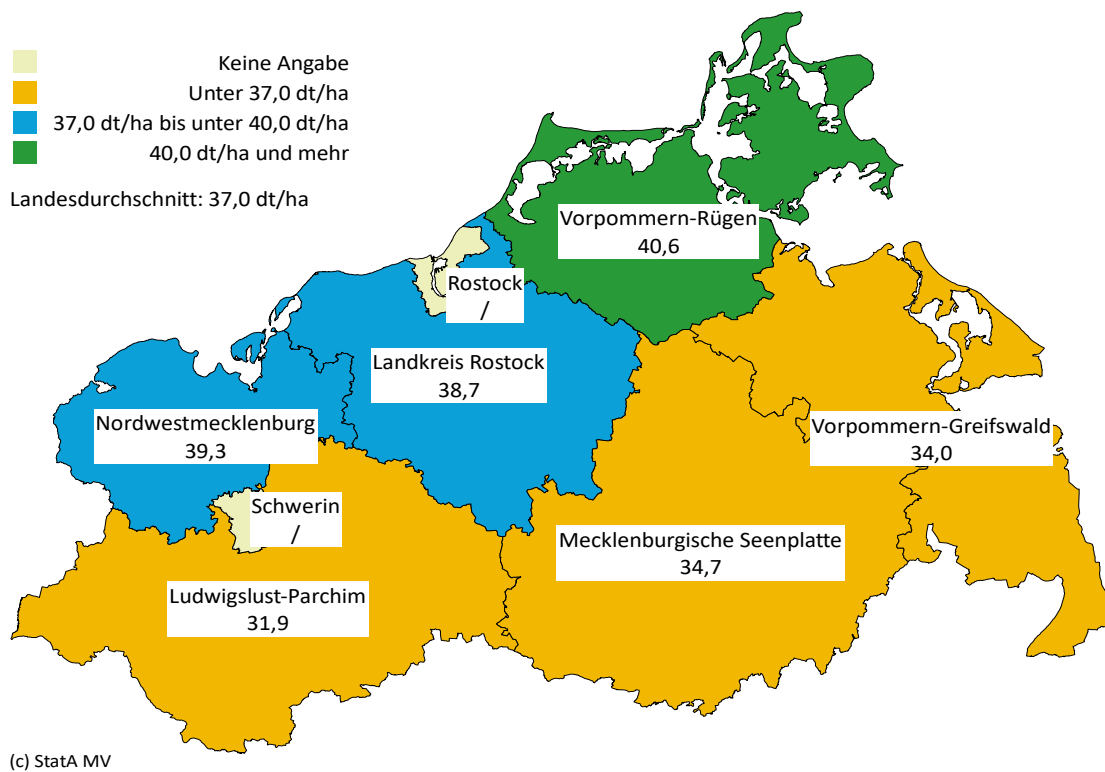 Keine Angabe
Unter 37,0 dt/ha
37,0 dt/ha bis unter 40,0 dt/ha
40,0 dt/ha und mehr
Landesdurchschnitt: 37,0 dt/ha
Vorpommern-Rügen
40,6
Rostock
/
Landkreis Rostock
38,7
Nordwestmecklenburg
39,3
Vorpommern-Greifswald
34,0
Schwerin
/
Mecklenburgische Seenplatte
34,7
Ludwigslust-Parchim
31,9
(c) StatA MV